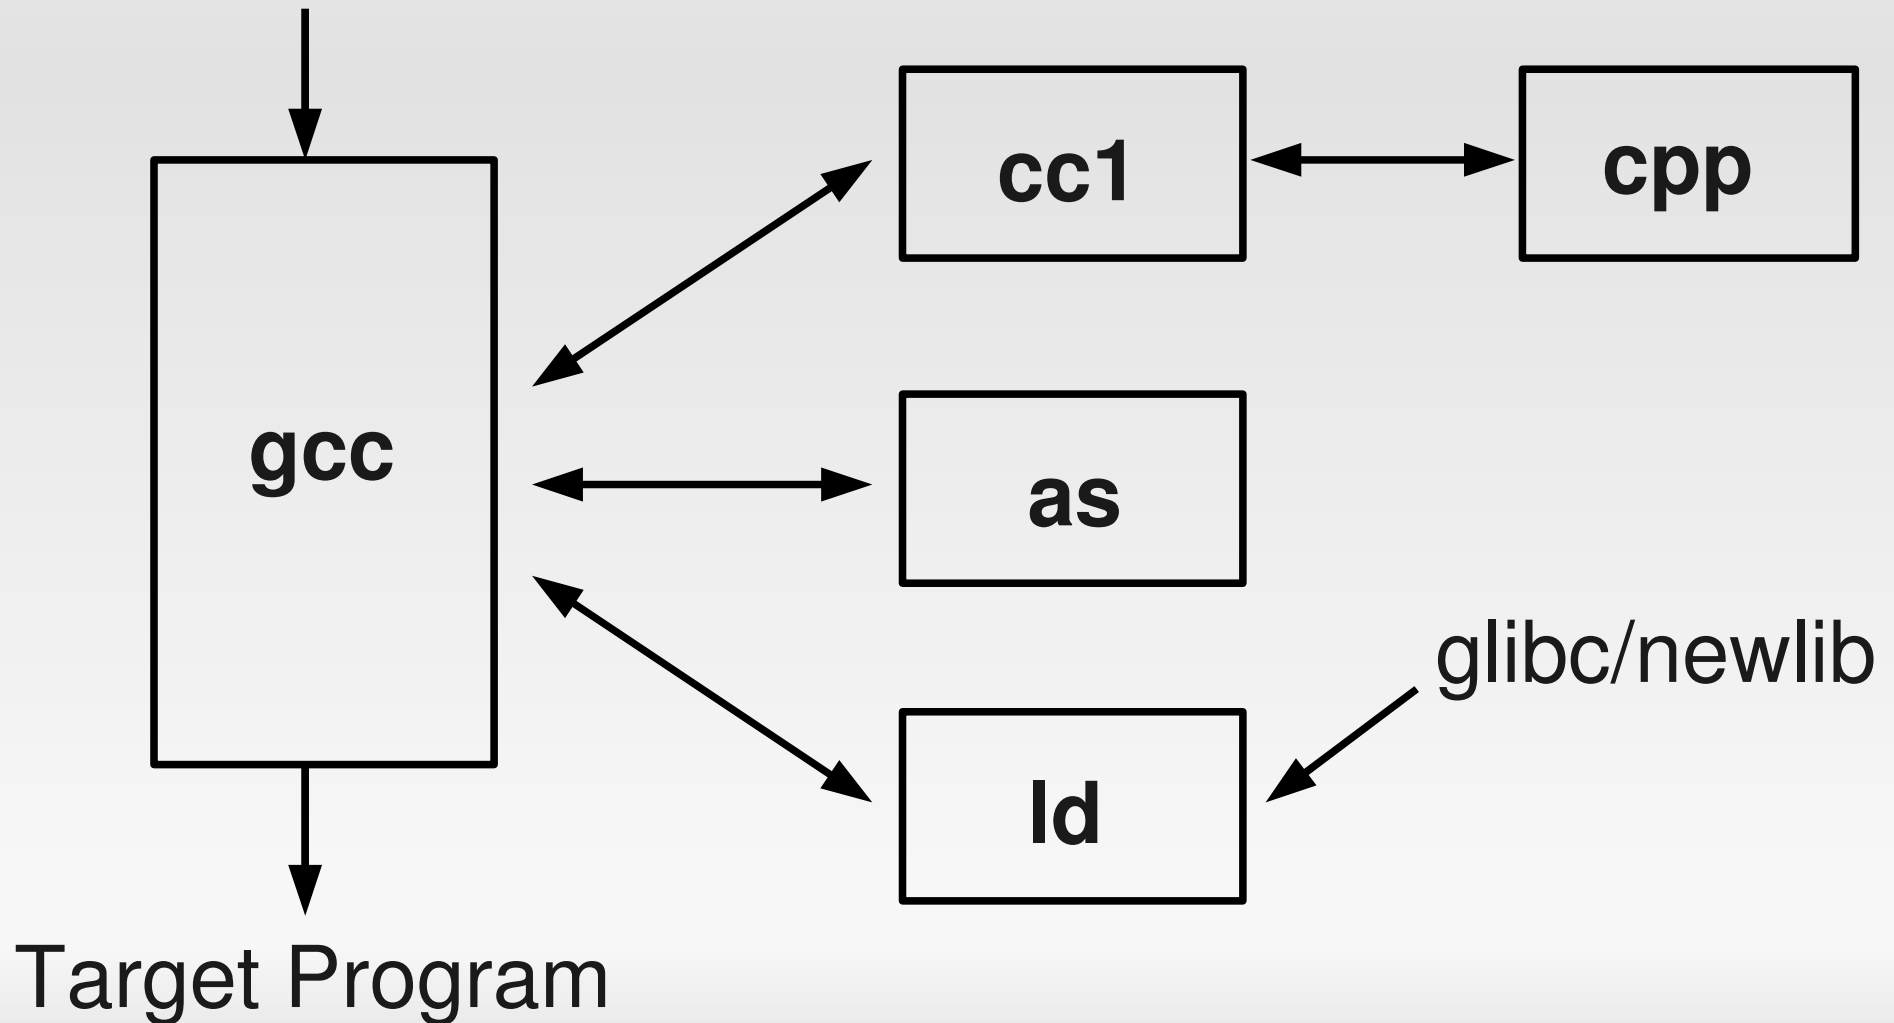 cc1
cpp
gcc
as
glibc/newlib
ld
Target Program